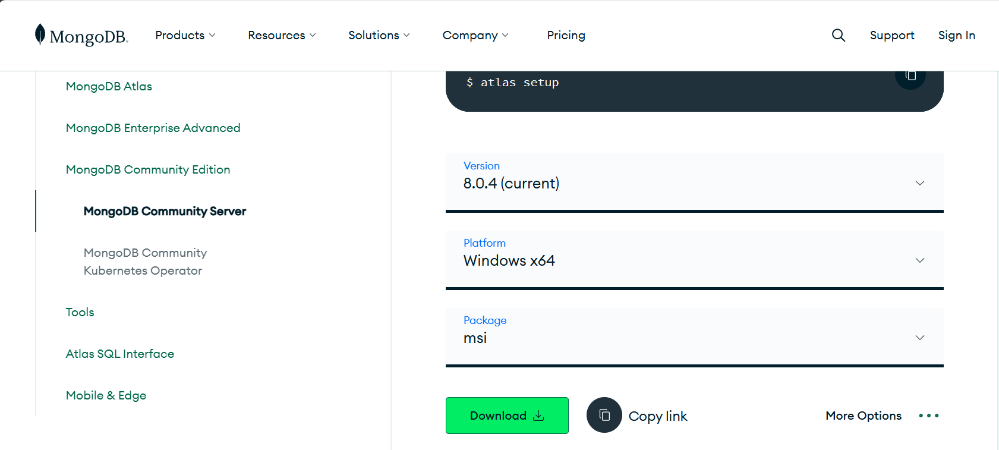 MongoDB. Products Resources Solutions Company Pricing Support Sign In
MongoDB Atlas
MongoDB Enterprise Advanced
MongoDB Community Edition
MongoDB Community Server
MongoDB Community
Kubernetes Operator
Tools
Atlas SQL Interface
Mobile & Edge
$ atlas setup
Version
8.0.4 (current)
Platform
Windows x64
Package
msi
Download Copy link More Options